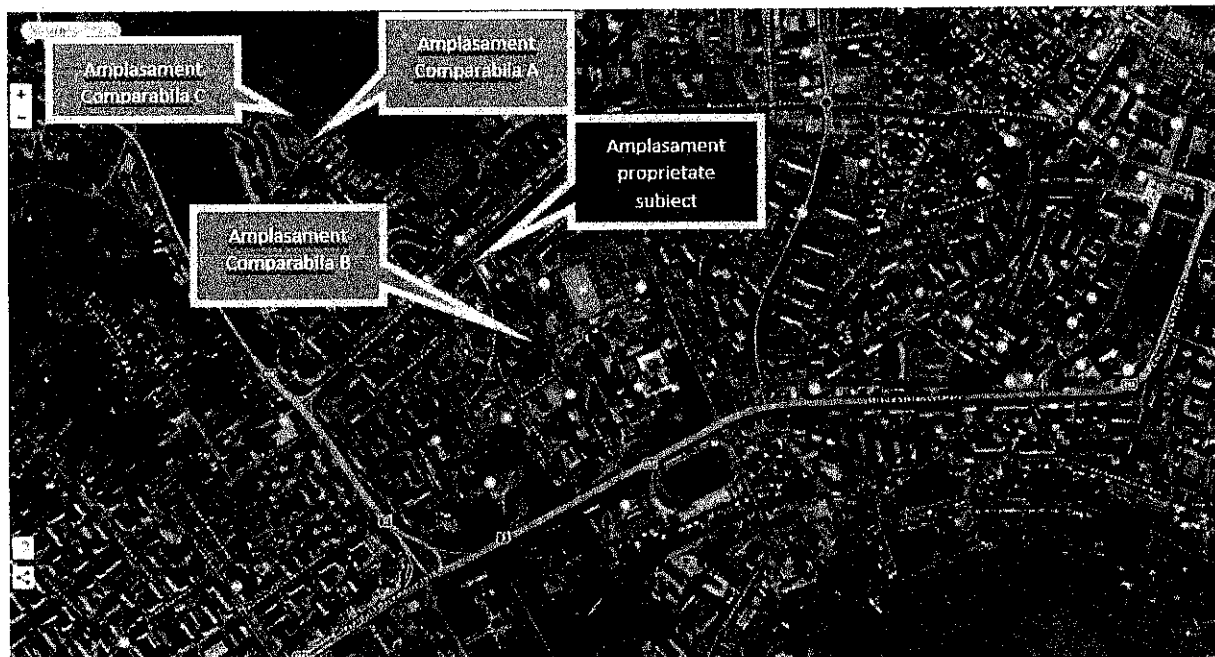 Amplasament
Comparabila C
Amplasament
Comparabila A
Amplasament
proprietate
subiect
Amplasament
Comparabila B
+
-